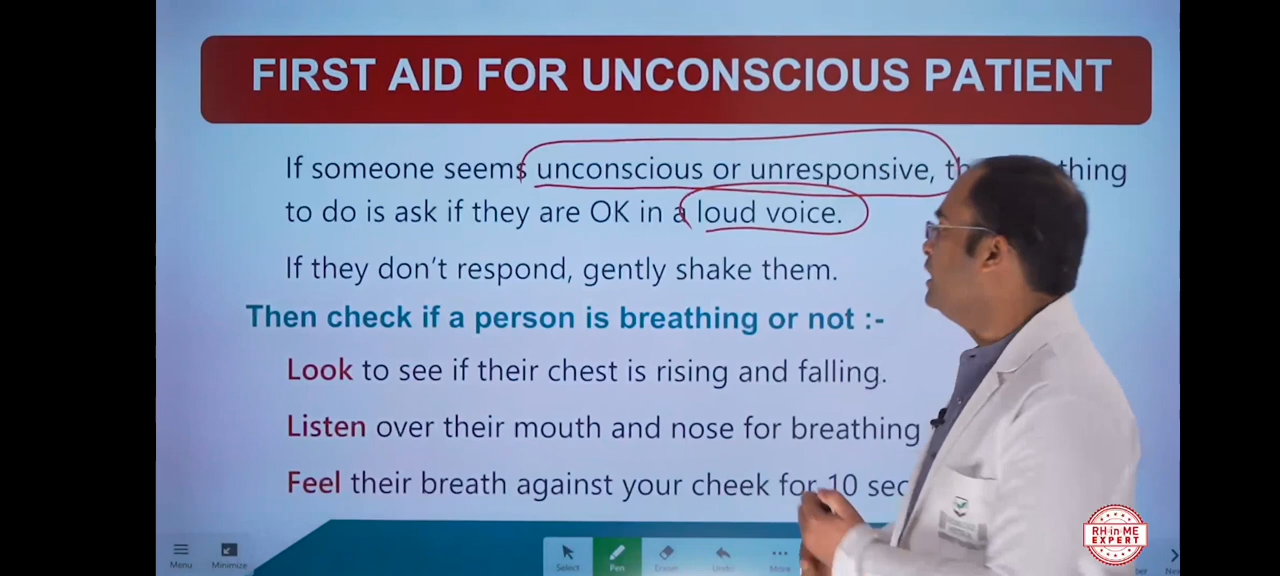 FIRST AID FOR UNCONSCIOUS PATIENT
If someone seems unconscious or unresponsive, thing
to do is ask if they are OK in a loud voice.
If they don't respond, gently shake them.
Then check if a person is breathing or not :-
Look to see if their chest is rising and falling.
Listen over their mouth and nose for breathing
Feel their breath against your cheek for 10 sec
Menu
Minimize
Select
Pen
Eraser
Undo
More
RH in ME
EXPERT